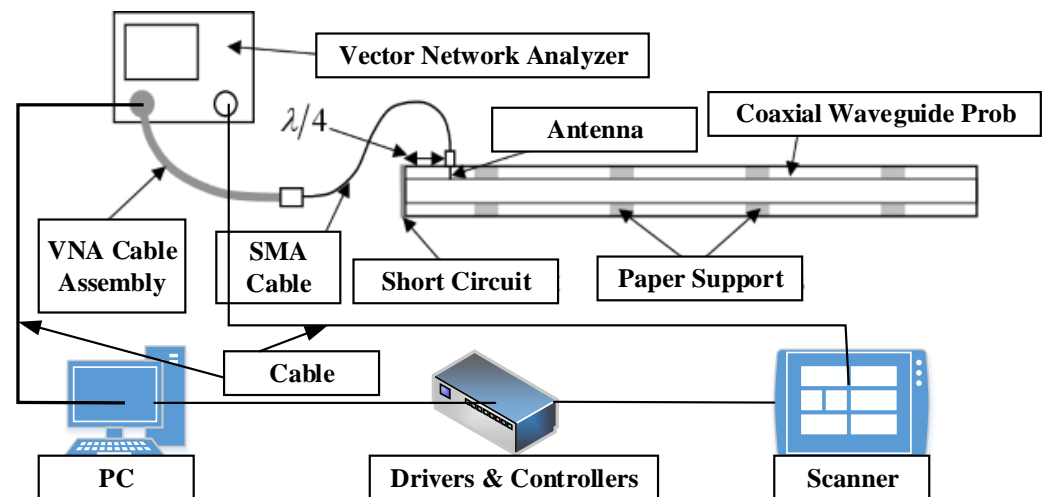 Vector Network Analyzer
λ/4
Antenna
Coaxial Waveguide Prob
VNA Cable
Assembly
SMA
Cable
Short Circuit
Paper Support
Cable
PC
Drivers & Controllers
Scanner